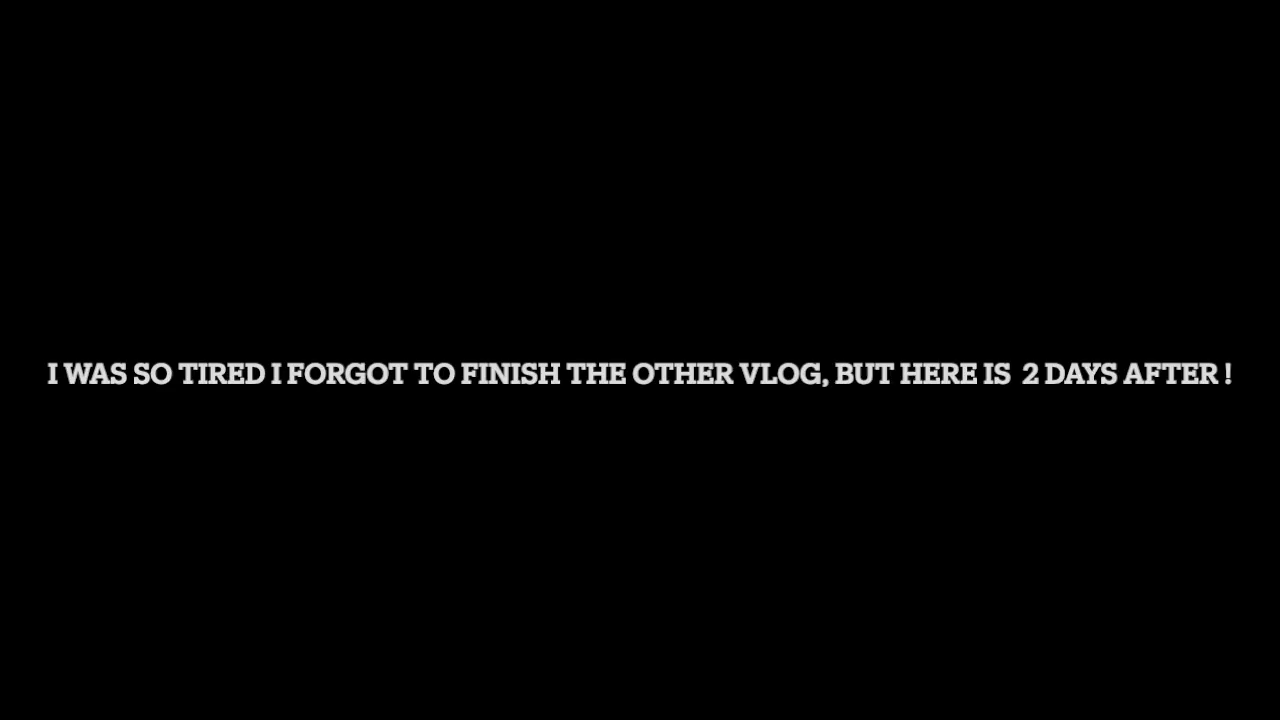 I WAS SO TIRED I FORGOT TO FINISH THE OTHER VLOG, BUT HERE IS  2 DAYS AFTER !